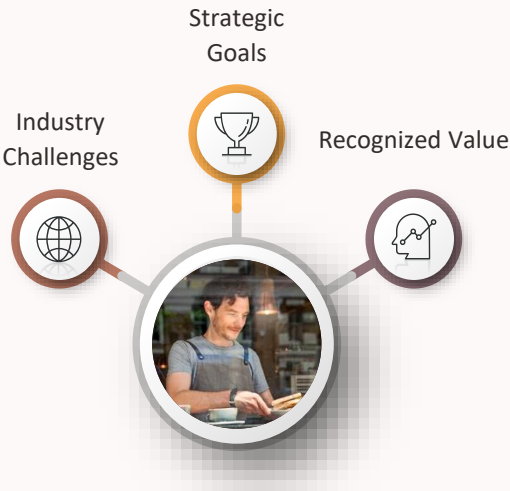 Strategic
Goals
Industry
Challenges
Recognized Value